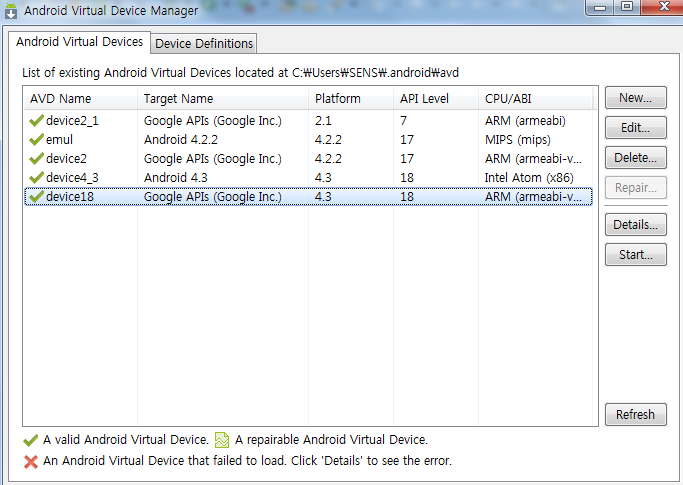 Android Virtual Device Manager
Android Virtual Devices Device Definitions
List of existing Android Virtual Devices located at C:₩Users₩SENS₩.android₩avd
AVD Name Target Name Platform API Level CPU/ABI
device2_1 Google APIs (Google Inc.) 2.1 7 ARM (armeabi)
emul Android 4.2.2 4.2.2 17 MIPS (mips)
device2 Google APIs (Google Inc.) 4.2.2 17 ARM (armeabi-v...
device4_3 Android 4.3 4.3 18 Intel Atom (x86)
device18 Google APIs (Google Inc.) 4.3 18 ARM (armeabi-v...
New...
Edit...
Delete...
Repair...
Details...
Start...
Refresh
A valid Android Virtual Device. A repairable Android Virtual Device.
An Android Virtual Device that failed to load. Click 'Details' to see the error.